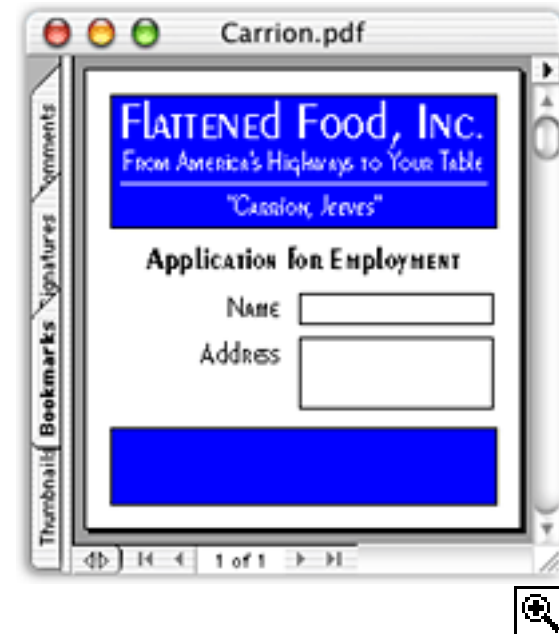 Carrion.pdf
Comments
Signatures
Bookmarks
Thumbnails
Flattened Food, Inc.
From America's Highways to Your Table
"Carrion, Jeeves"
Application for Employment
Name
Address
1 of 1